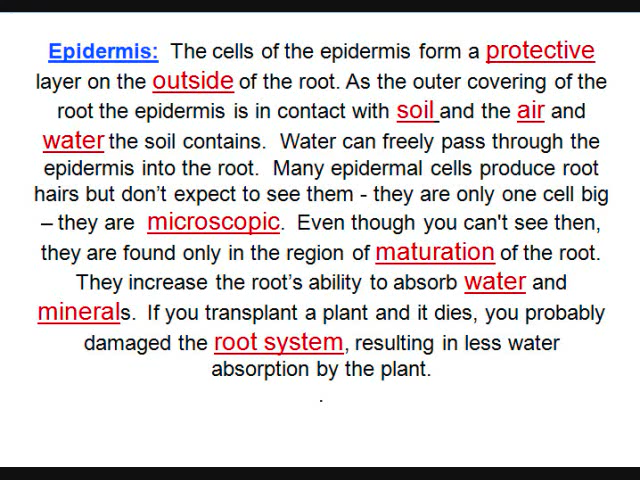 Epidermis: The cells of the epidermis form a protective
layer on the outside of the root. As the outer covering of the
root the epidermis is in contact with soil and the air and
water the soil contains. Water can freely pass through the
epidermis into the root. Many epidermal cells produce root
hairs but don’t expect to see them - they are only one cell big
– they are microscopic. Even though you can't see then,
they are found only in the region of maturation of the root.
They increase the root’s ability to absorb water and
minerals. If you transplant a plant and it dies, you probably
damaged the root system, resulting in less water
absorption by the plant.
.